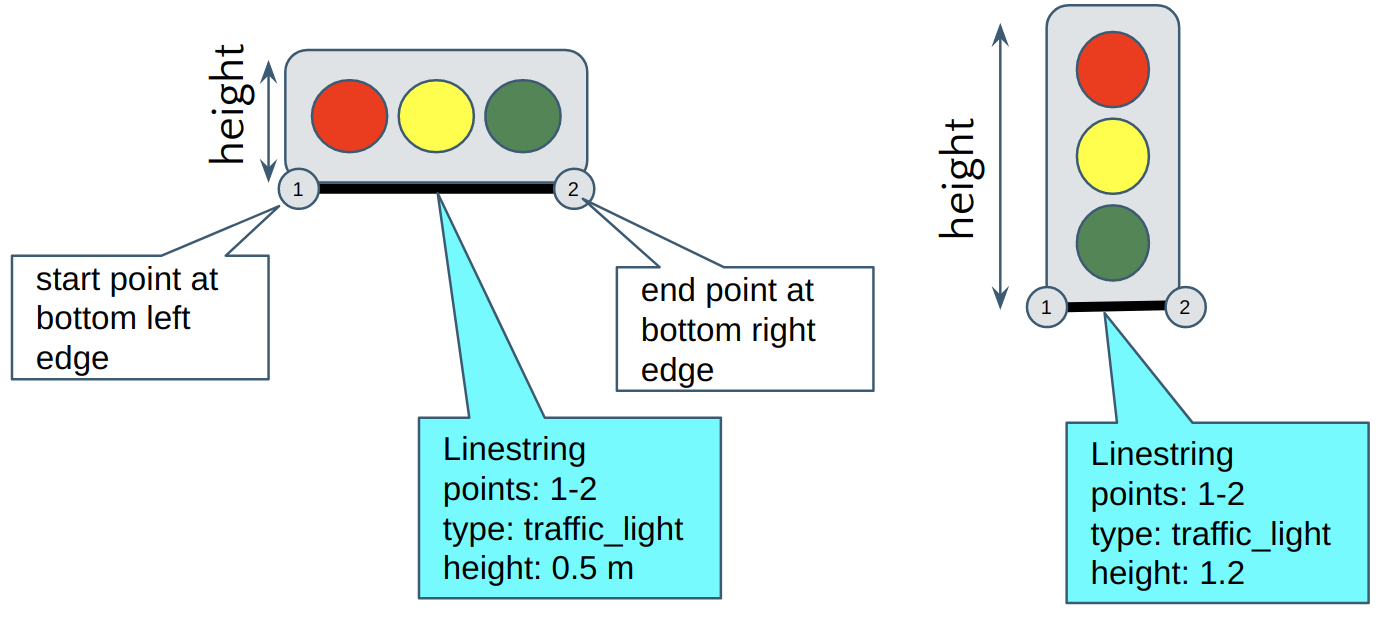 height
1
2
start point at
bottom left
edge
end point at
bottom right
edge
Linestring
points: 1-2
type: traffic_light
height: 0.5 m
height
1
2
Linestring
points: 1-2
type: traffic_light
height: 1.2